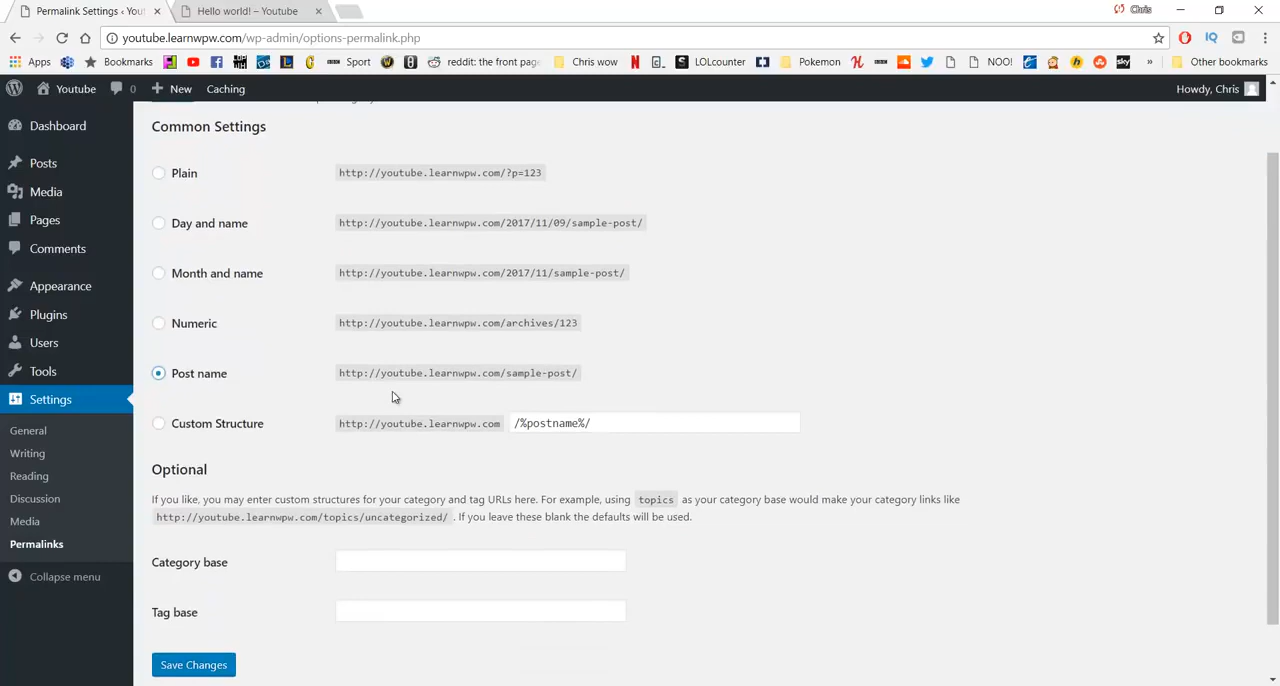 Permalink Settings ‹ You
Hello world! – Youtube
Chris
youtube.learnwpw.com/wp-admin/options-permalink.php
Apps
Bookmarks
Sport
reddit: the front page
Chris wow
LOLcounter
Pokemon
NOO!
sky
»
Other bookmarks
Youtube
0
New
Caching
Howdy, Chris
Dashboard
Posts
Media
Pages
Comments
Appearance
Plugins
Users
Tools
Settings
General
Writing
Reading
Discussion
Media
Permalinks
Collapse menu
Common Settings
Plain http://youtube.learnwpw.com/?p=123
Day and name http://youtube.learnwpw.com/2017/11/09/sample-post/
Month and name http://youtube.learnwpw.com/2017/11/sample-post/
Numeric http://youtube.learnwpw.com/archives/123
Post name http://youtube.learnwpw.com/sample-post/
Custom Structure http://youtube.learnwpw.com /%postname%/
Optional
If you like, you may enter custom structures for your category and tag URLs here. For example, using topics as your category base would make your category links like
http://youtube.learnwpw.com/topics/uncategorized/ . If you leave these blank the defaults will be used.
Category base
Tag base
Save Changes